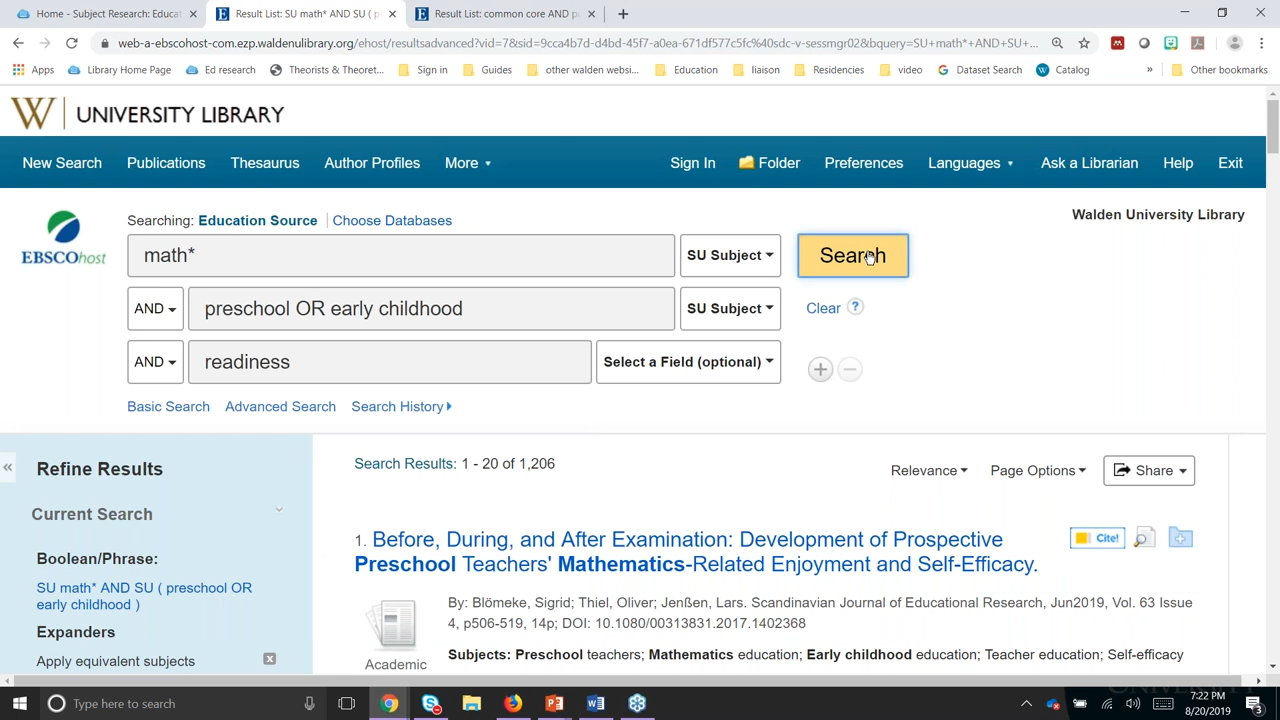 Home - Subject Research: Educat
Result List: SU math* AND SU ( p
Result List: common core AND p
web-a-ebscohost-com.ezp.waldenulibrary.org/ehost/resultsadvanced?vid=7&sid=9cca4b7d-d4bd-45f7-a0ea-671df577c5fc%40sdc-v-sessmgr02&bquery=SU+math*+AND+SU+...
Apps Library Home Page Ed research Theorists & Theoret... Sign in Guides other walden websi... Education liaison Residencies video Dataset Search Catalog » Other bookmarks
W UNIVERSITY LIBRARY
New Search Publications Thesaurus Author Profiles More Sign In Folder Preferences Languages Ask a Librarian Help Exit
Walden University Library
Searching: Education Source Choose Databases
EBSCOhost
math* SU Subject Search
AND preschool OR early childhood SU Subject Clear ?
AND readiness Select a Field (optional)
Basic Search Advanced Search Search History
Refine Results
Current Search
Boolean/Phrase:
SU math* AND SU ( preschool OR
early childhood )
Expanders
Apply equivalent subjects
Search Results: 1 - 20 of 1,206
Relevance Page Options Share
1. Before, During, and After Examination: Development of Prospective
Preschool Teachers' Mathematics-Related Enjoyment and Self-Efficacy.
Cite!
By: Blömeke, Sigrid; Thiel, Oliver; Jenßen, Lars. Scandinavian Journal of Educational Research, Jun2019, Vol. 63 Issue
4, p506-519, 14p; DOI: 10.1080/00313831.2017.1402368
Academic
Subjects: Preschool teachers; Mathematics education; Early childhood education; Teacher education; Self-efficacy
Type here to search
7:22 PM
8/20/2019
3